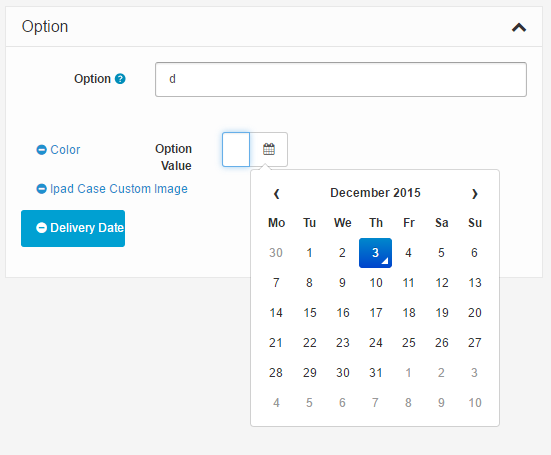 Option
Option
d
Color
Option
Value
Ipad Case Custom Image
Delivery Date
December 2015
Mo Tu We Th Fr Sa Su
30 1 2 3 4 5 6
7 8 9 10 11 12 13
14 15 16 17 18 19 20
21 22 23 24 25 26 27
28 29 30 31 1 2 3
4 5 6 7 8 9 10